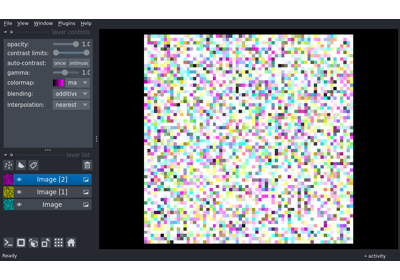 File View Window Plugins Help
layer controls
opacity: 1.0
contrast limits:
auto-contrast: once
gamma: 1.0
colormap: ma
blending: additive
interpolation: nearest
layer list
Image [2]
Image [1]
Image
Ready activity